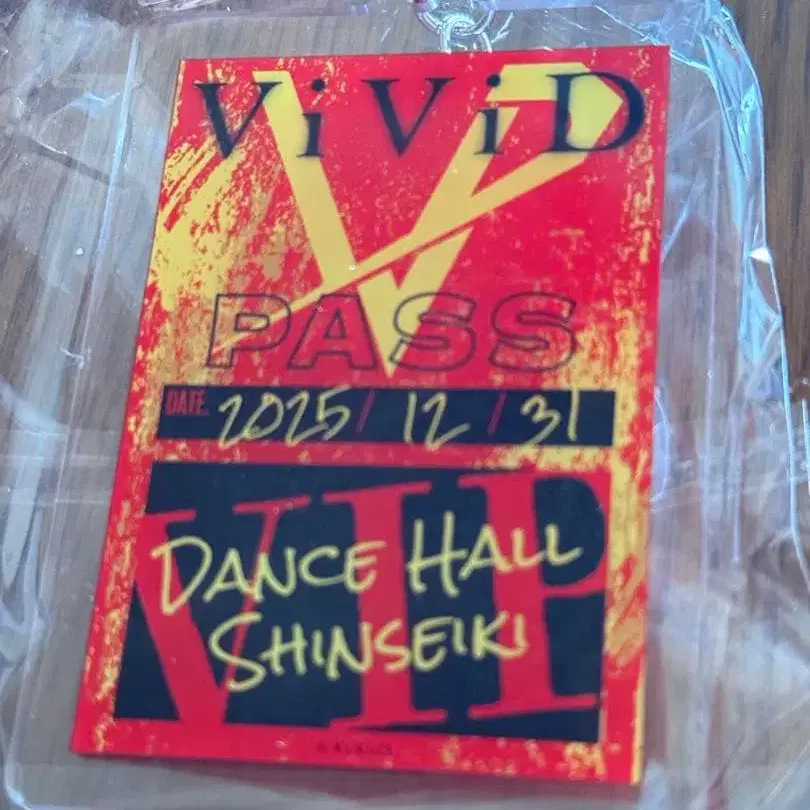 ViViD
PASS
DATE. 2025 / 12 / 31
VIP
DANCE HALL
SHINSEIKI